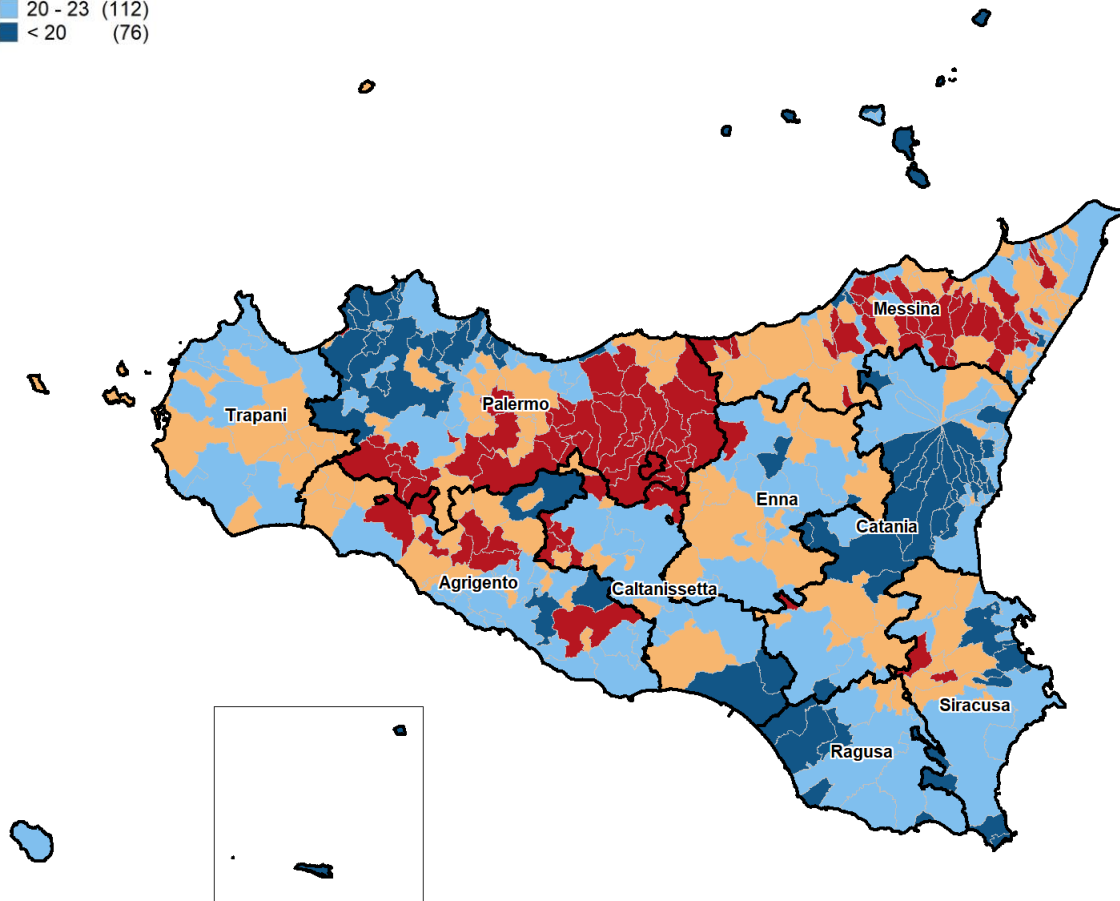 20 - 23 (112)
< 20 (76)
Messina
Palermo
Trapani
Enna
Catania
Agrigento
Caltanissetta
Siracusa
Ragusa